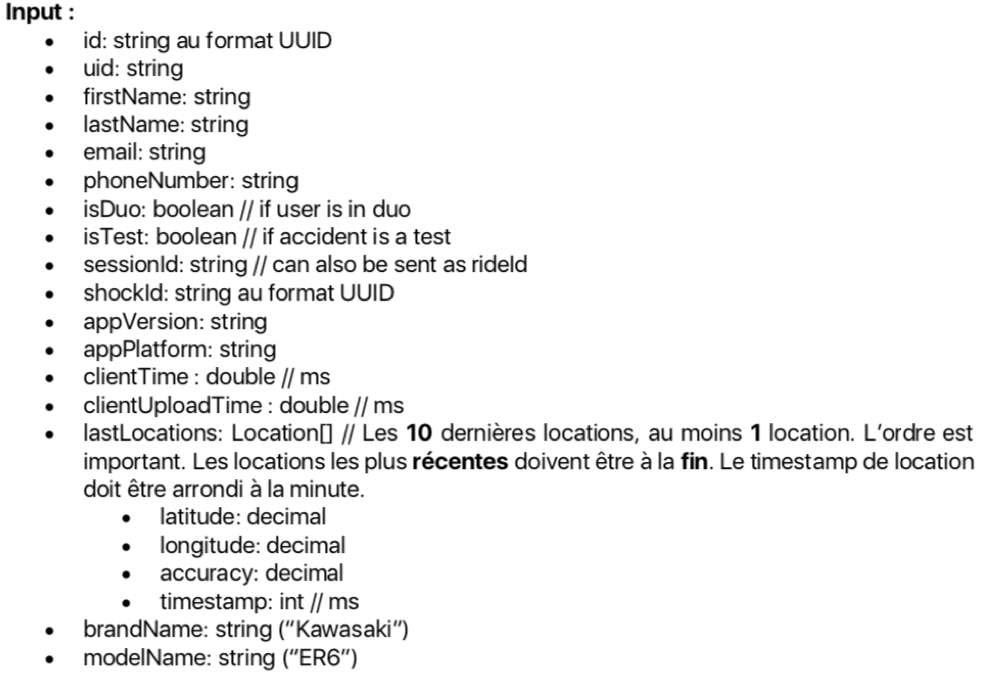 Input :
• id: string au format UUID
• uid: string
• firstName: string
• lastName: string
• email: string
• phoneNumber: string
• isDuo: boolean // if user is in duo
• isTest: boolean // if accident is a test
• sessionId: string // can also be sent as rideId
• shockId: string au format UUID
• appVersion: string
• appPlatform: string
• clientTime : double // ms
• clientUploadTime : double // ms
• lastLocations: Location[] // Les 10 dernières locations, au moins 1 location. L'ordre est
important. Les locations les plus récentes doivent être à la fin. Le timestamp de location
doit être arrondi à la minute.
• latitude: decimal
• longitude: decimal
• accuracy: decimal
• timestamp: int // ms
• brandName: string ("Kawasaki")
• modelName: string ("ER6")